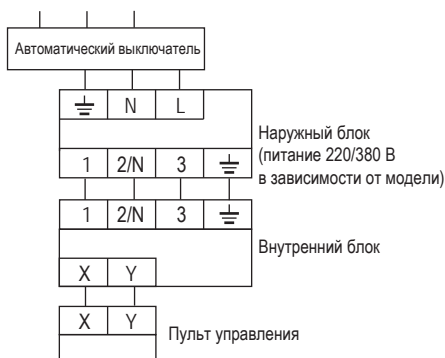 Автоматический выключатель
⏚ N L
Наружный блок
(питание 220/380 В
в зависимости от модели)
1 2/N 3 ⏚
1 2/N 3 ⏚
Внутренний блок
X Y
X Y
Пульт управления